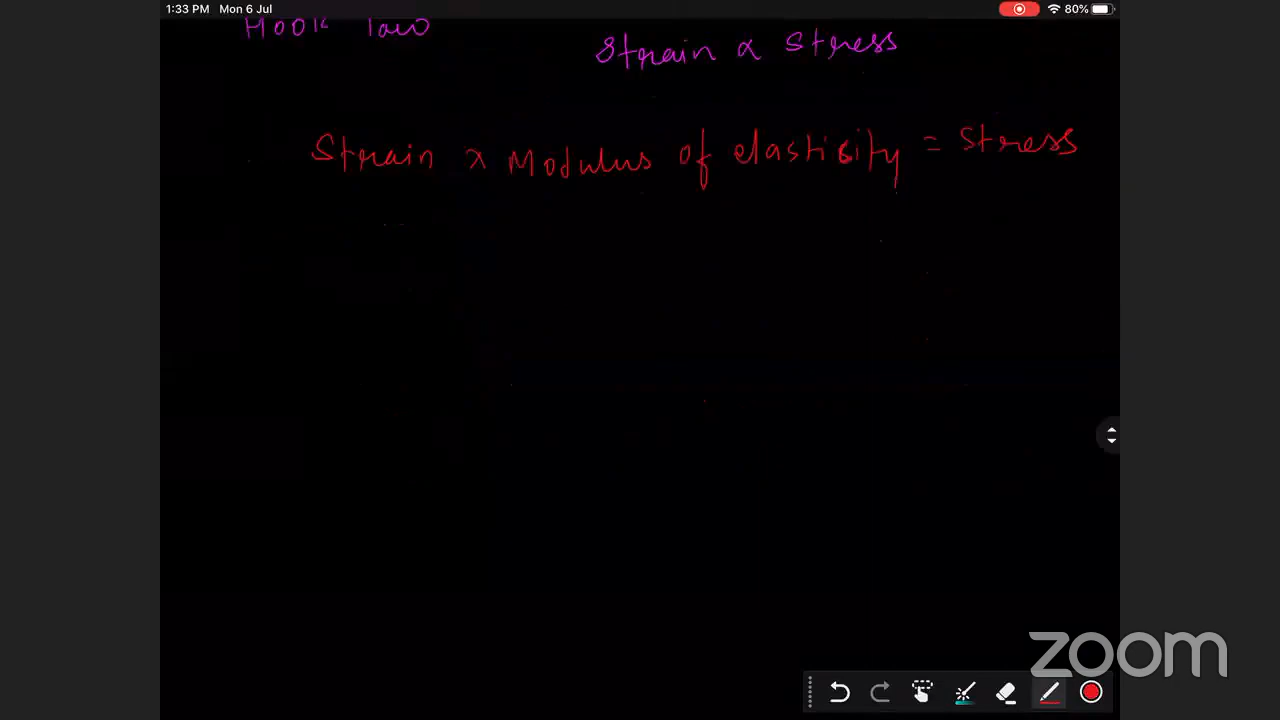 1:33 PM Mon 6 Jul 80%
Hook law
Strain ∝ Stress
Strain × Modulus of elasticity = Stress
zoom